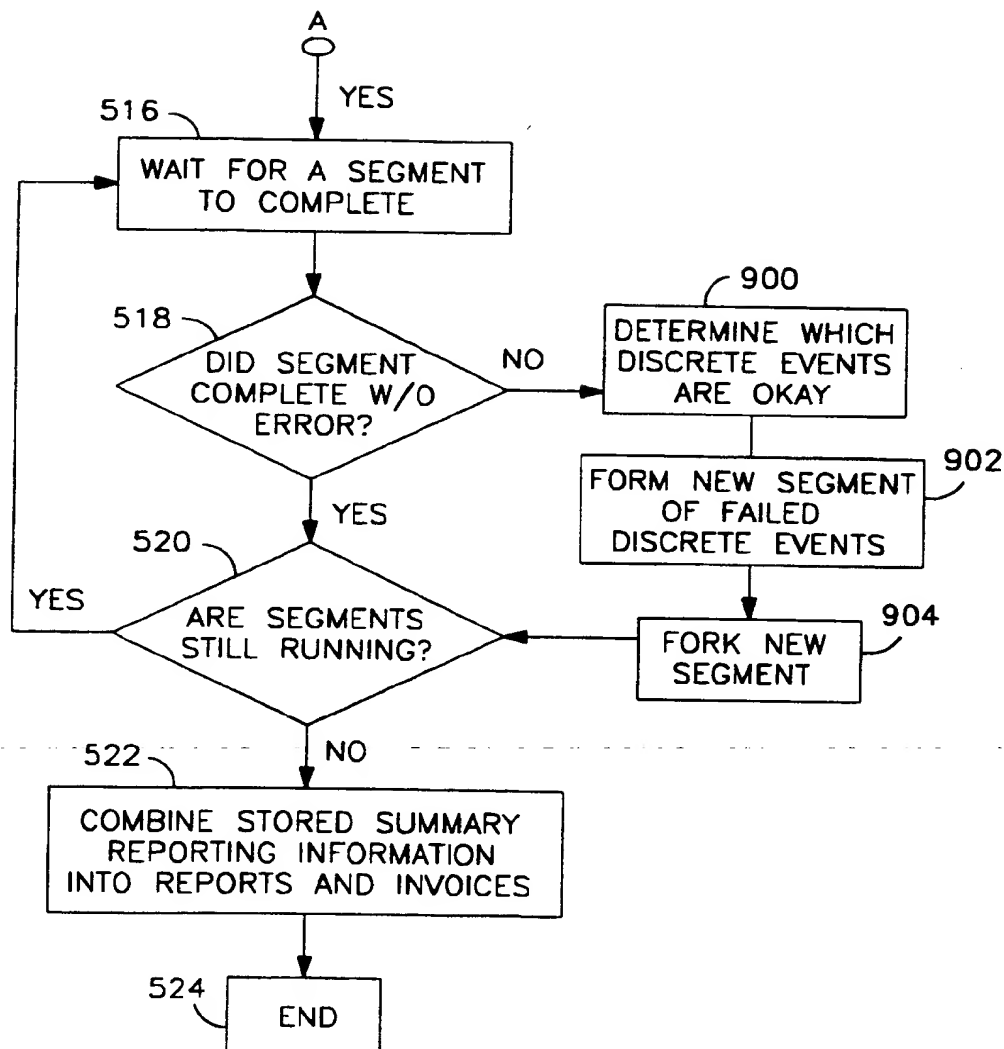 A
YES
516
WAIT FOR A SEGMENT
TO COMPLETE
518
DID SEGMENT
COMPLETE W/O
ERROR?
NO
900
DETERMINE WHICH
DISCRETE EVENTS
ARE OKAY
902
FORM NEW SEGMENT
OF FAILED
DISCRETE EVENTS
YES
520
YES
ARE SEGMENTS
STILL RUNNING?
904
FORK NEW
SEGMENT
NO
522
COMBINE STORED SUMMARY
REPORTING INFORMATION
INTO REPORTS AND INVOICES
524
END